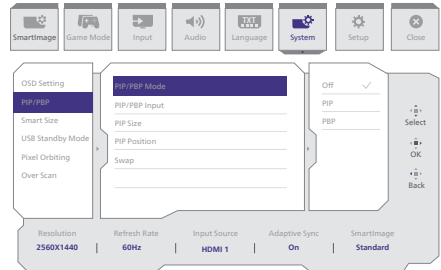 SmartImage
Game Mode
Input
Audio
TXT
Language
System
Setup
Close
OSD Setting
PIP/PBP
Smart Size
USB Standby Mode
Pixel Orbiting
Over Scan
PIP/PBP Mode
PIP/PBP Input
PIP Size
PIP Position
Swap
Off
PIP
PBP
Select
OK
Back
Resolution
2560X1440
Refresh Rate
60Hz
Input Source
HDMI 1
Adaptive Sync
On
SmartImage
Standard